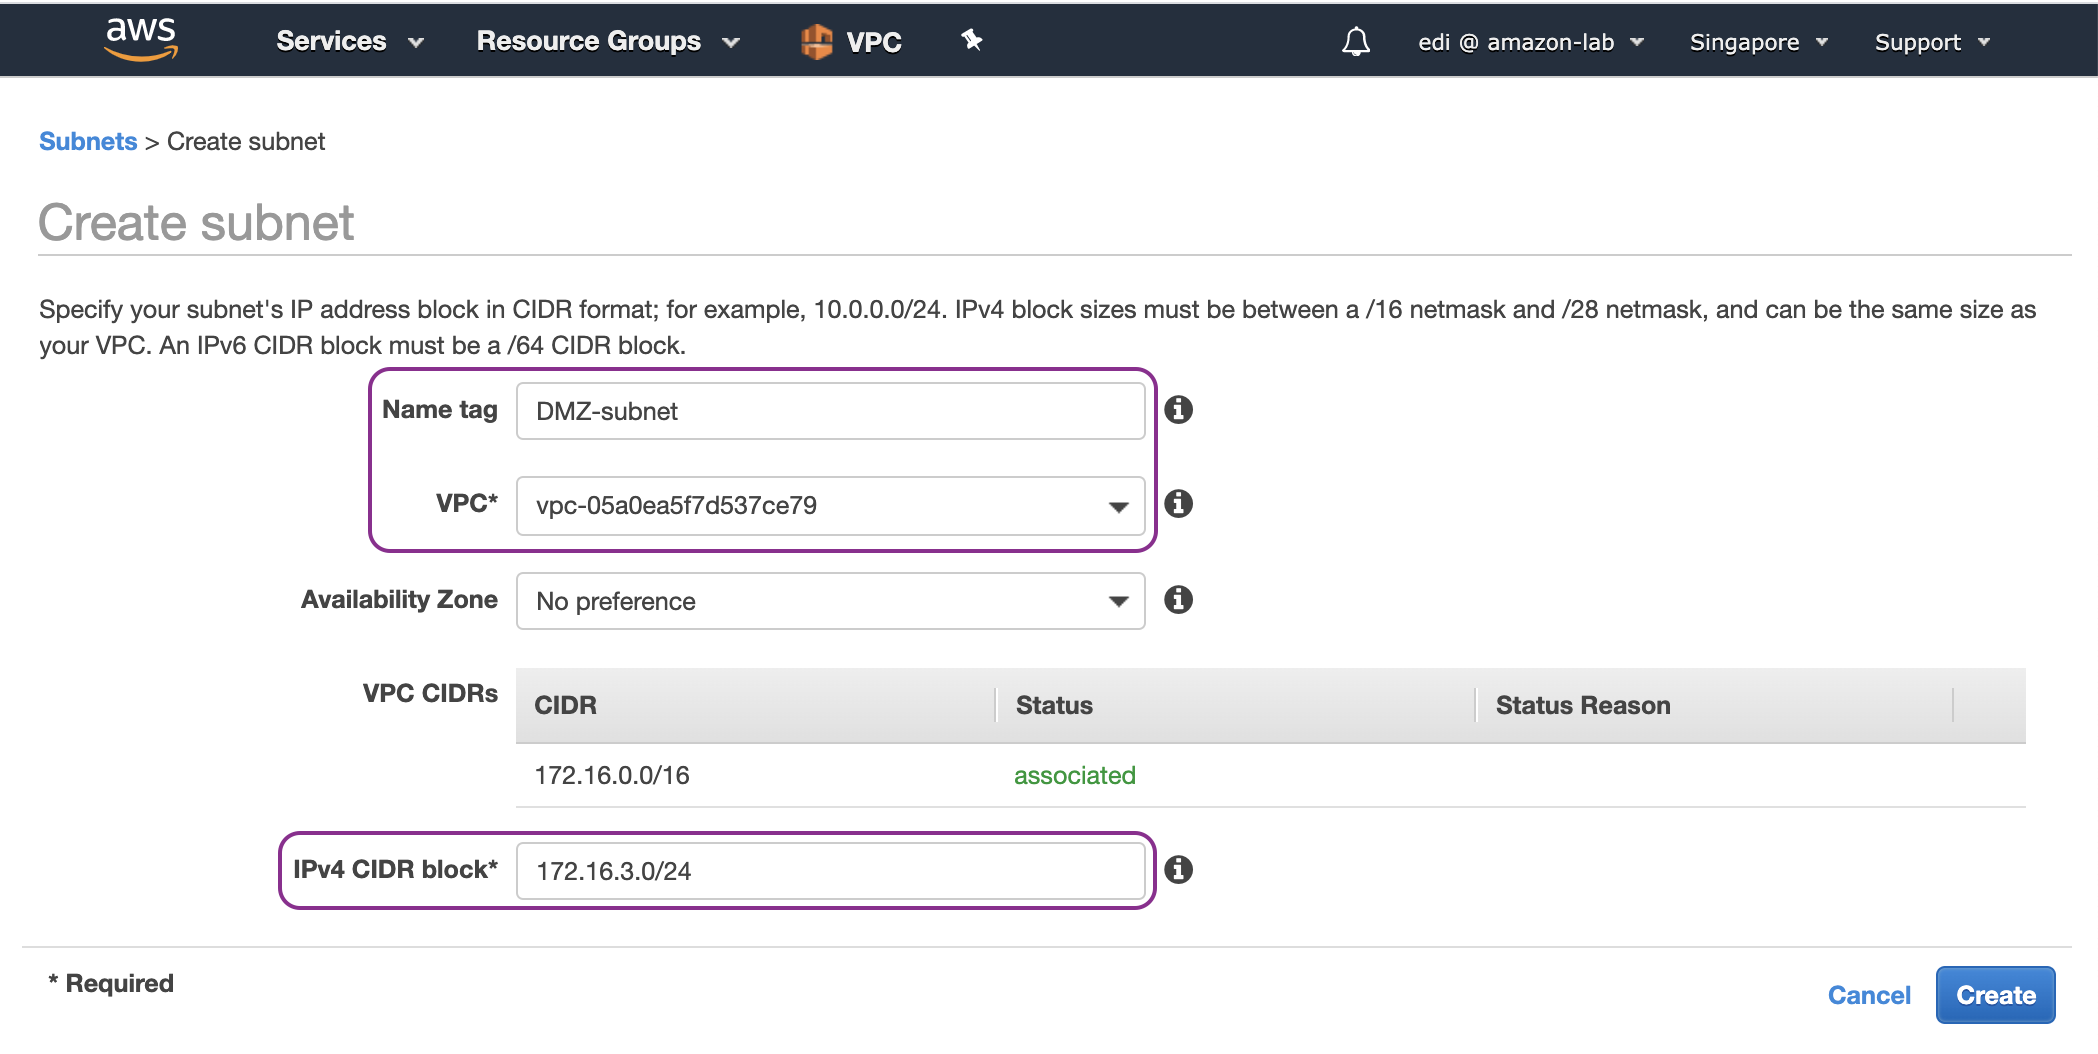 aws Services Resource Groups VPC edi @ amazon-lab Singapore Support
Subnets > Create subnet
Create subnet
Specify your subnet's IP address block in CIDR format; for example, 10.0.0.0/24. IPv4 block sizes must be between a /16 netmask and /28 netmask, and can be the same size as
your VPC. An IPv6 CIDR block must be a /64 CIDR block.
Name tag DMZ-subnet
VPC* vpc-05a0ea5f7d537ce79
Availability Zone No preference
VPC CIDRs CIDR Status Status Reason
172.16.0.0/16 associated
IPv4 CIDR block* 172.16.3.0/24
* Required
Cancel Create